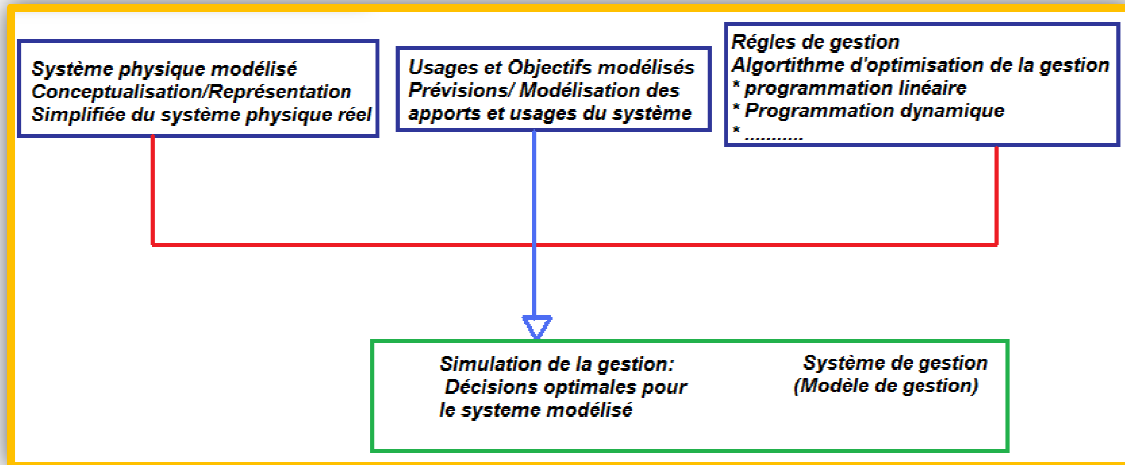 Système physique modélisé
Conceptualisation/Représentation
Simplifiée du système physique réel
Usages et Objectifs modélisés
Prévisions/ Modélisation des
apports et usages du système
Régles de gestion
Algortithme d'optimisation de la gestion
* programmation linéaire
* Programmation dynamique
* ...........
Simulation de la gestion:
Décisions optimales pour
le systeme modélisé
Système de gestion
(Modèle de gestion)